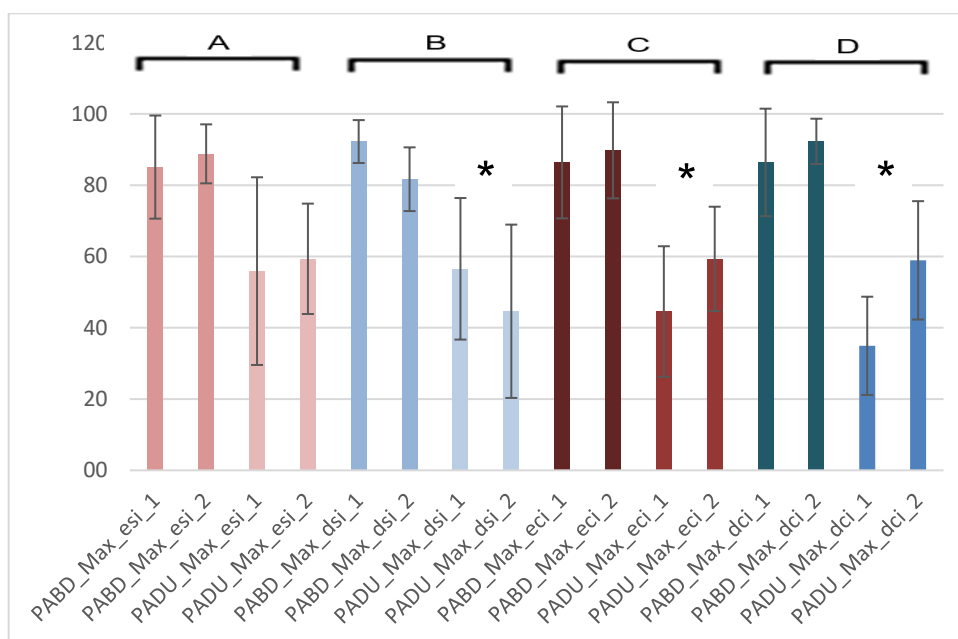 A B C D
120
100
80
60
40
20
00
* * *
PABD_Max_esi_1
PABD_Max_esi_2
PADU_Max_esi_1
PADU_Max_esi_2
PABD_Max_dsi_1
PABD_Max_dsi_2
PADU_Max_dsi_1
PADU_Max_dsi_2
PABD_Max_eci_1
PABD_Max_eci_2
PADU_Max_eci_1
PADU_Max_eci_2
PABD_Max_dci_1
PABD_Max_dci_2
PADU_Max_dci_1
PADU_Max_dci_2